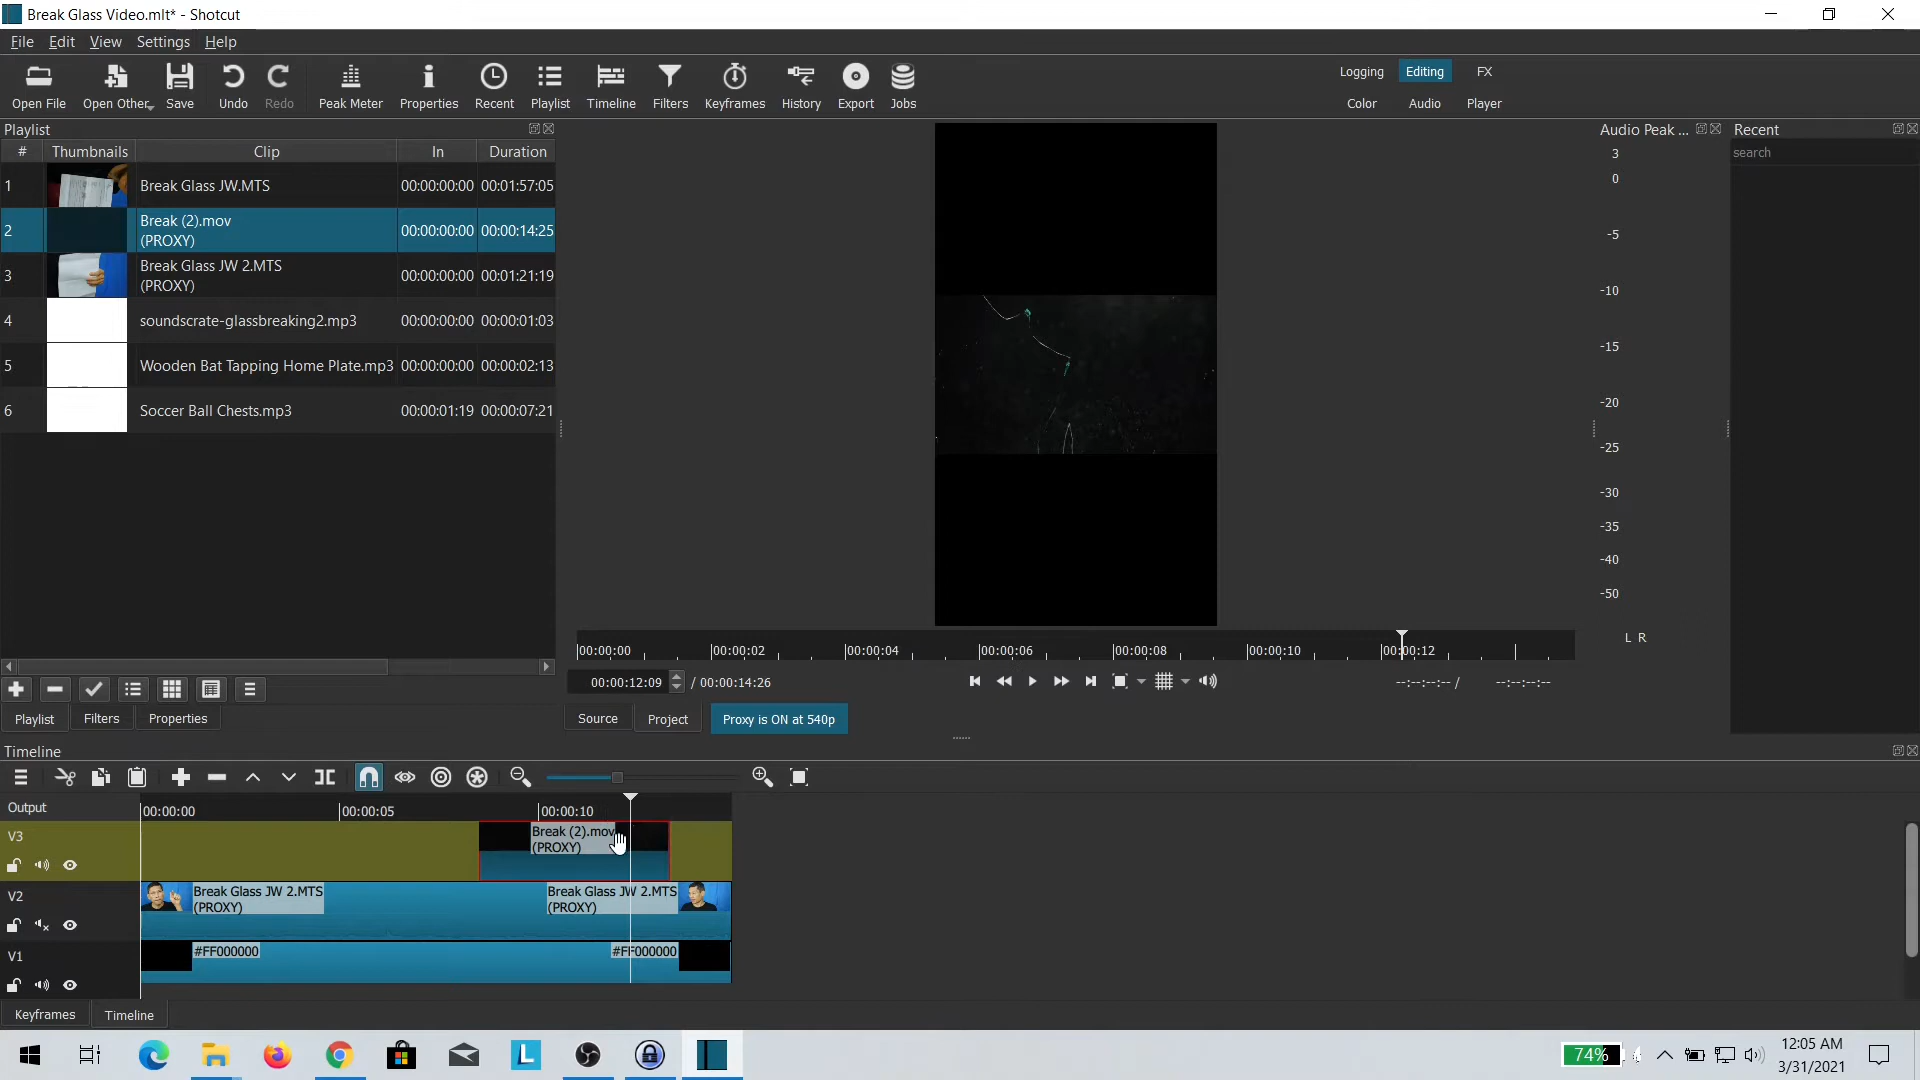 Break Glass Video.mlt* - Shotcut
File Edit View Settings Help
Open File Open Other Save Undo Redo Peak Meter Properties Recent Playlist Timeline Filters Keyframes History Export Jobs
Logging Editing FX
Color Audio Player
Playlist
# Thumbnails Clip In Duration
1 Break Glass JW.MTS 00:00:00:00 00:01:57:05
2 Break (2).mov 00:00:00:00 00:00:14:25
(PROXY)
3 Break Glass JW 2.MTS 00:00:00:00 00:01:21:19
(PROXY)
4 soundscrate-glassbreaking2.mp3 00:00:00:00 00:00:01:03
5 Wooden Bat Tapping Home Plate.mp3 00:00:00:00 00:00:02:13
6 Soccer Ball Chests.mp3 00:00:01:19 00:00:07:21
Playlist Filters Properties
00:00:00 00:00:02 00:00:04 00:00:06 00:00:08 00:00:10 00:00:12
00:00:12:09 / 00:00:14:26
--:--:--:-- / --:--:--:--
Source Project Proxy is ON at 540p
Audio Peak ...
3
0
-5
-10
-15
-20
-25
-30
-35
-40
-50
L R
Recent
search
Timeline
Output 00:00:00 00:00:05 00:00:10
V3
Break (2).mov
(PROXY)
V2
Break Glass JW 2.MTS
(PROXY)
Break Glass JW 2.MTS
(PROXY)
V1
#FF000000
#FF000000
Keyframes Timeline
L
74%
12:05 AM
3/31/2021